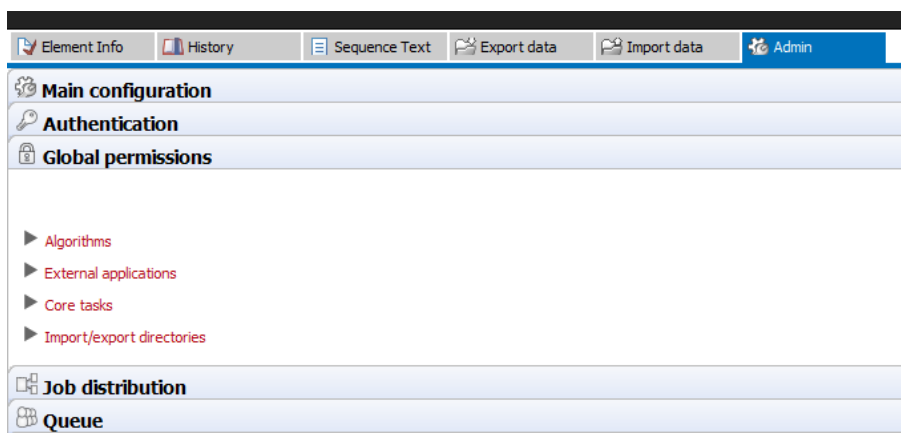 Element Info History Sequence Text Export data Import data Admin
Main configuration
Authentication
Global permissions
Algorithms
External applications
Core tasks
Import/export directories
Job distribution
Queue